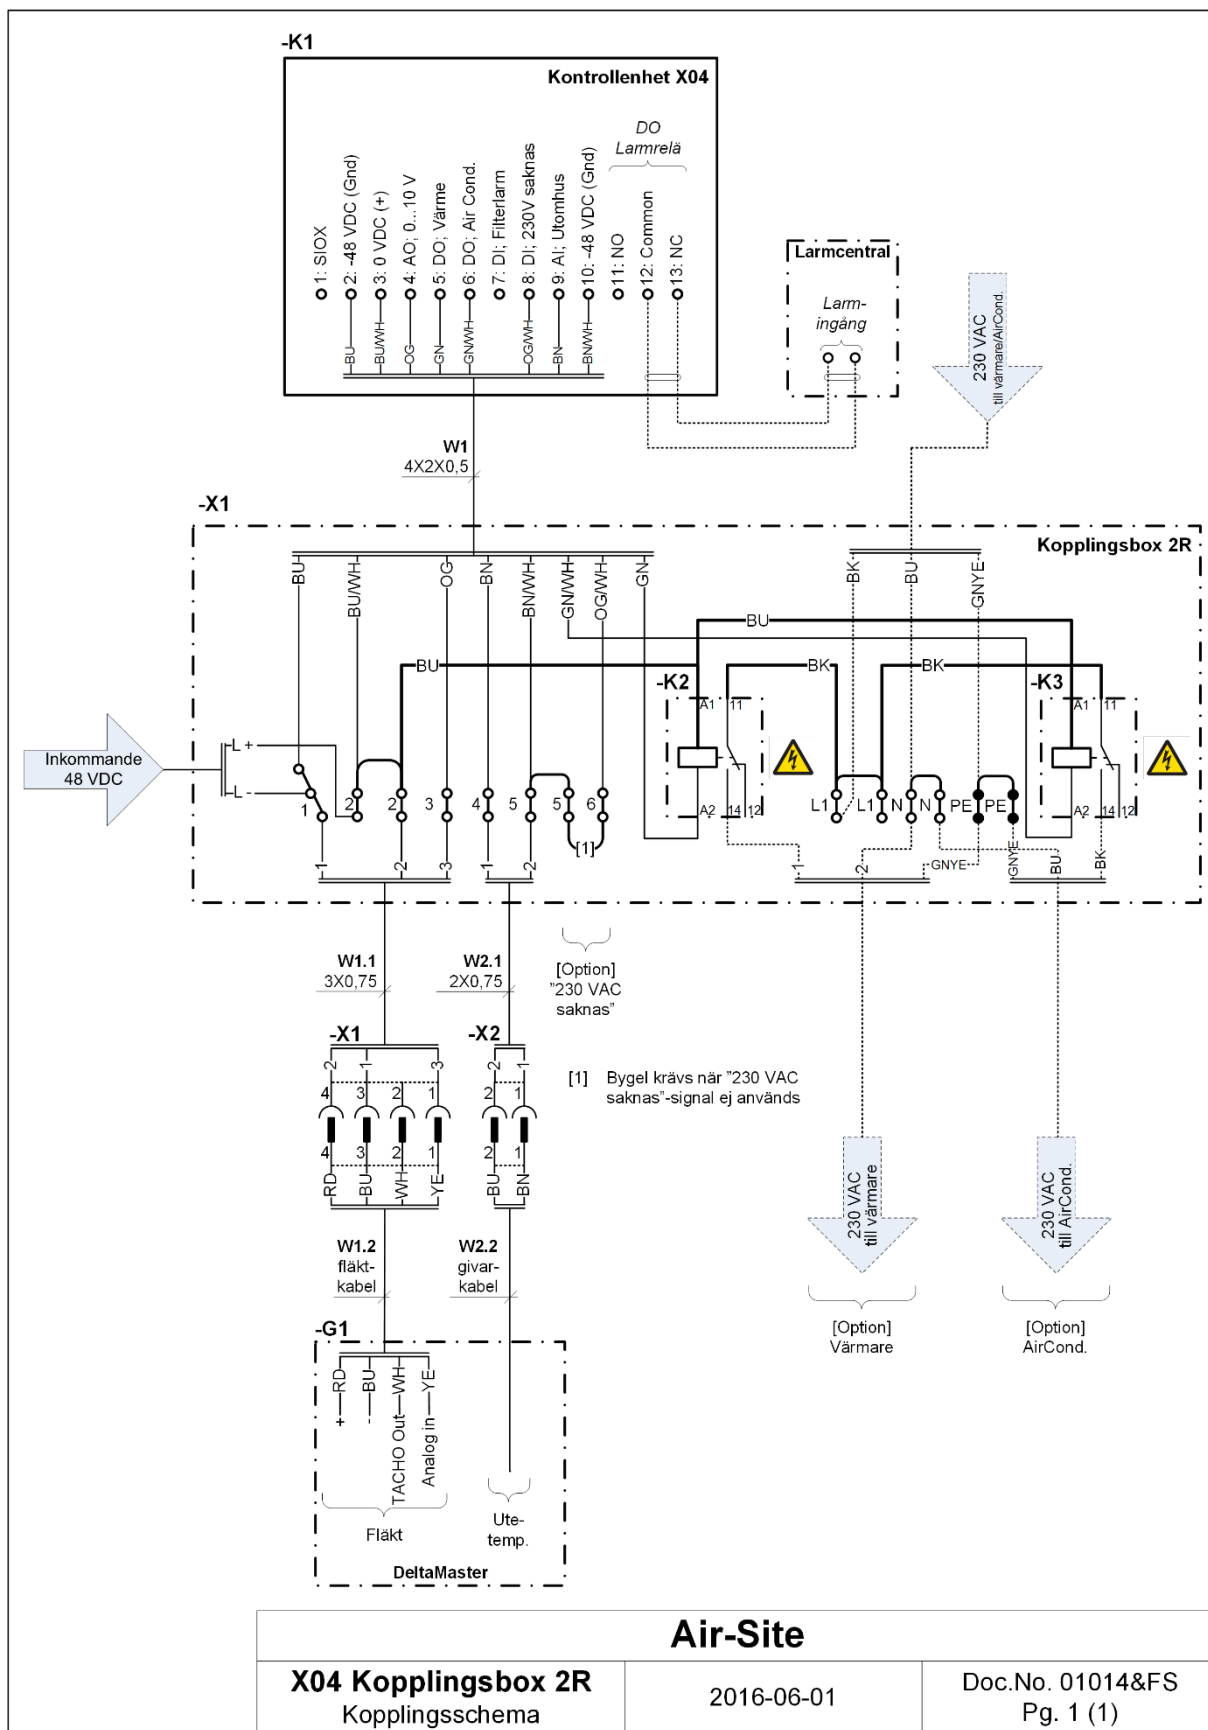 -K1
Kontrollenhet X04
DO
Larmrelä
1: SIOX
2: -48 VDC (Gnd)
3: 0 VDC (+)
4: AO; 0...10 V
5: DO; Värme
6: DO; Air Cond.
7: DI; Filterlarm
8: DI; 230V saknas
9: AI; Utomhus
10: -48 VDC (Gnd)
11: NO
12: Common
13: NC
BU
BU/WH
OG
GN
GN/WH
OG/WH
BN
BN/WH
Larmcentral
Larm-
ingång
230 VAC
till värmare/AirCond.
W1
4X2X0,5
-X1
Kopplingsbox 2R
BU
BU/WH
OG
BN
BN/WH
GN/WH
OG/WH
GN
BK
BU
GNYE
BU
BU
BK
BK
-K2
-K3
A1
11
A1
11
Inkommande
48 VDC
L +
L -
1
2
2
3
4
5
5
6
A2
14
12
L1
L1
N
N
PE
PE
A2
14
12
[1]
1
2
3
1
2
1
2
GNYE
GNYE
BU
BK
W1.1
3X0,75
W2.1
2X0,75
[Option]
"230 VAC
saknas"
-X1
-X2
2
1
3
2
1
4
3
2
1
2
1
4
3
2
1
2
1
RD
BU
WH
YE
BU
BN
[1] Bygel krävs när "230 VAC
saknas"-signal ej används
230 VAC
till värmare
230 VAC
till AirCond.
W1.2
fläkt-
kabel
W2.2
givar-
kabel
[Option]
Värmare
[Option]
AirCond.
-G1
RD
BU
WH
YE
+
-
TACHO Out
Analog in
Fläkt
Ute-
temp.
DeltaMaster
Air-Site
X04 Kopplingsbox 2R
Kopplingsschema
2016-06-01
Doc.No. 01014&FS
Pg. 1 (1)